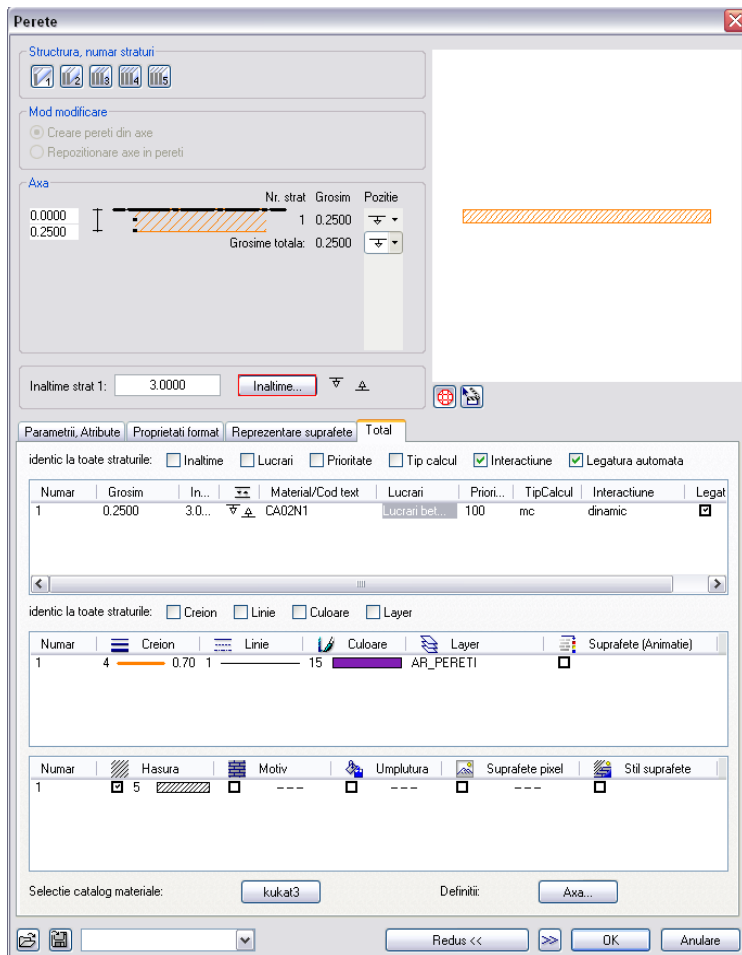 Perete
Structura, numar straturi
1 2 3 4 5
Mod modificare
Creare pereti din axe
Repozitionare axe in pereti
Axa
Nr. strat Grosim Pozitie
0.0000
0.2500
1 0.2500
Grosime totala: 0.2500
Inaltime strat 1: 3.0000 Inaltime...
Parametrii, Atribute Proprietati format Reprezentare suprafete Total
identic la toate straturile: Inaltime Lucrari Prioritate Tip calcul Interactiune Legatura automata
Numar Grosim In... Material/Cod text Lucrari Priori... TipCalcul Interactiune Legat
1 0.2500 3.0... CA02N1 Lucrari bet... 100 mc dinamic
identic la toate straturile: Creion Linie Culoare Layer
Numar Creion Linie Culoare Layer Suprafete (Animatie)
1 4 0.70 1 15 AR_PERETI
Numar Hasura Motiv Umplutura Suprafete pixel Stil suprafete
1 5 --- --- ---
Selectie catalog materiale: kukat3 Definitii: Axa...
Redus << >> OK Anulare